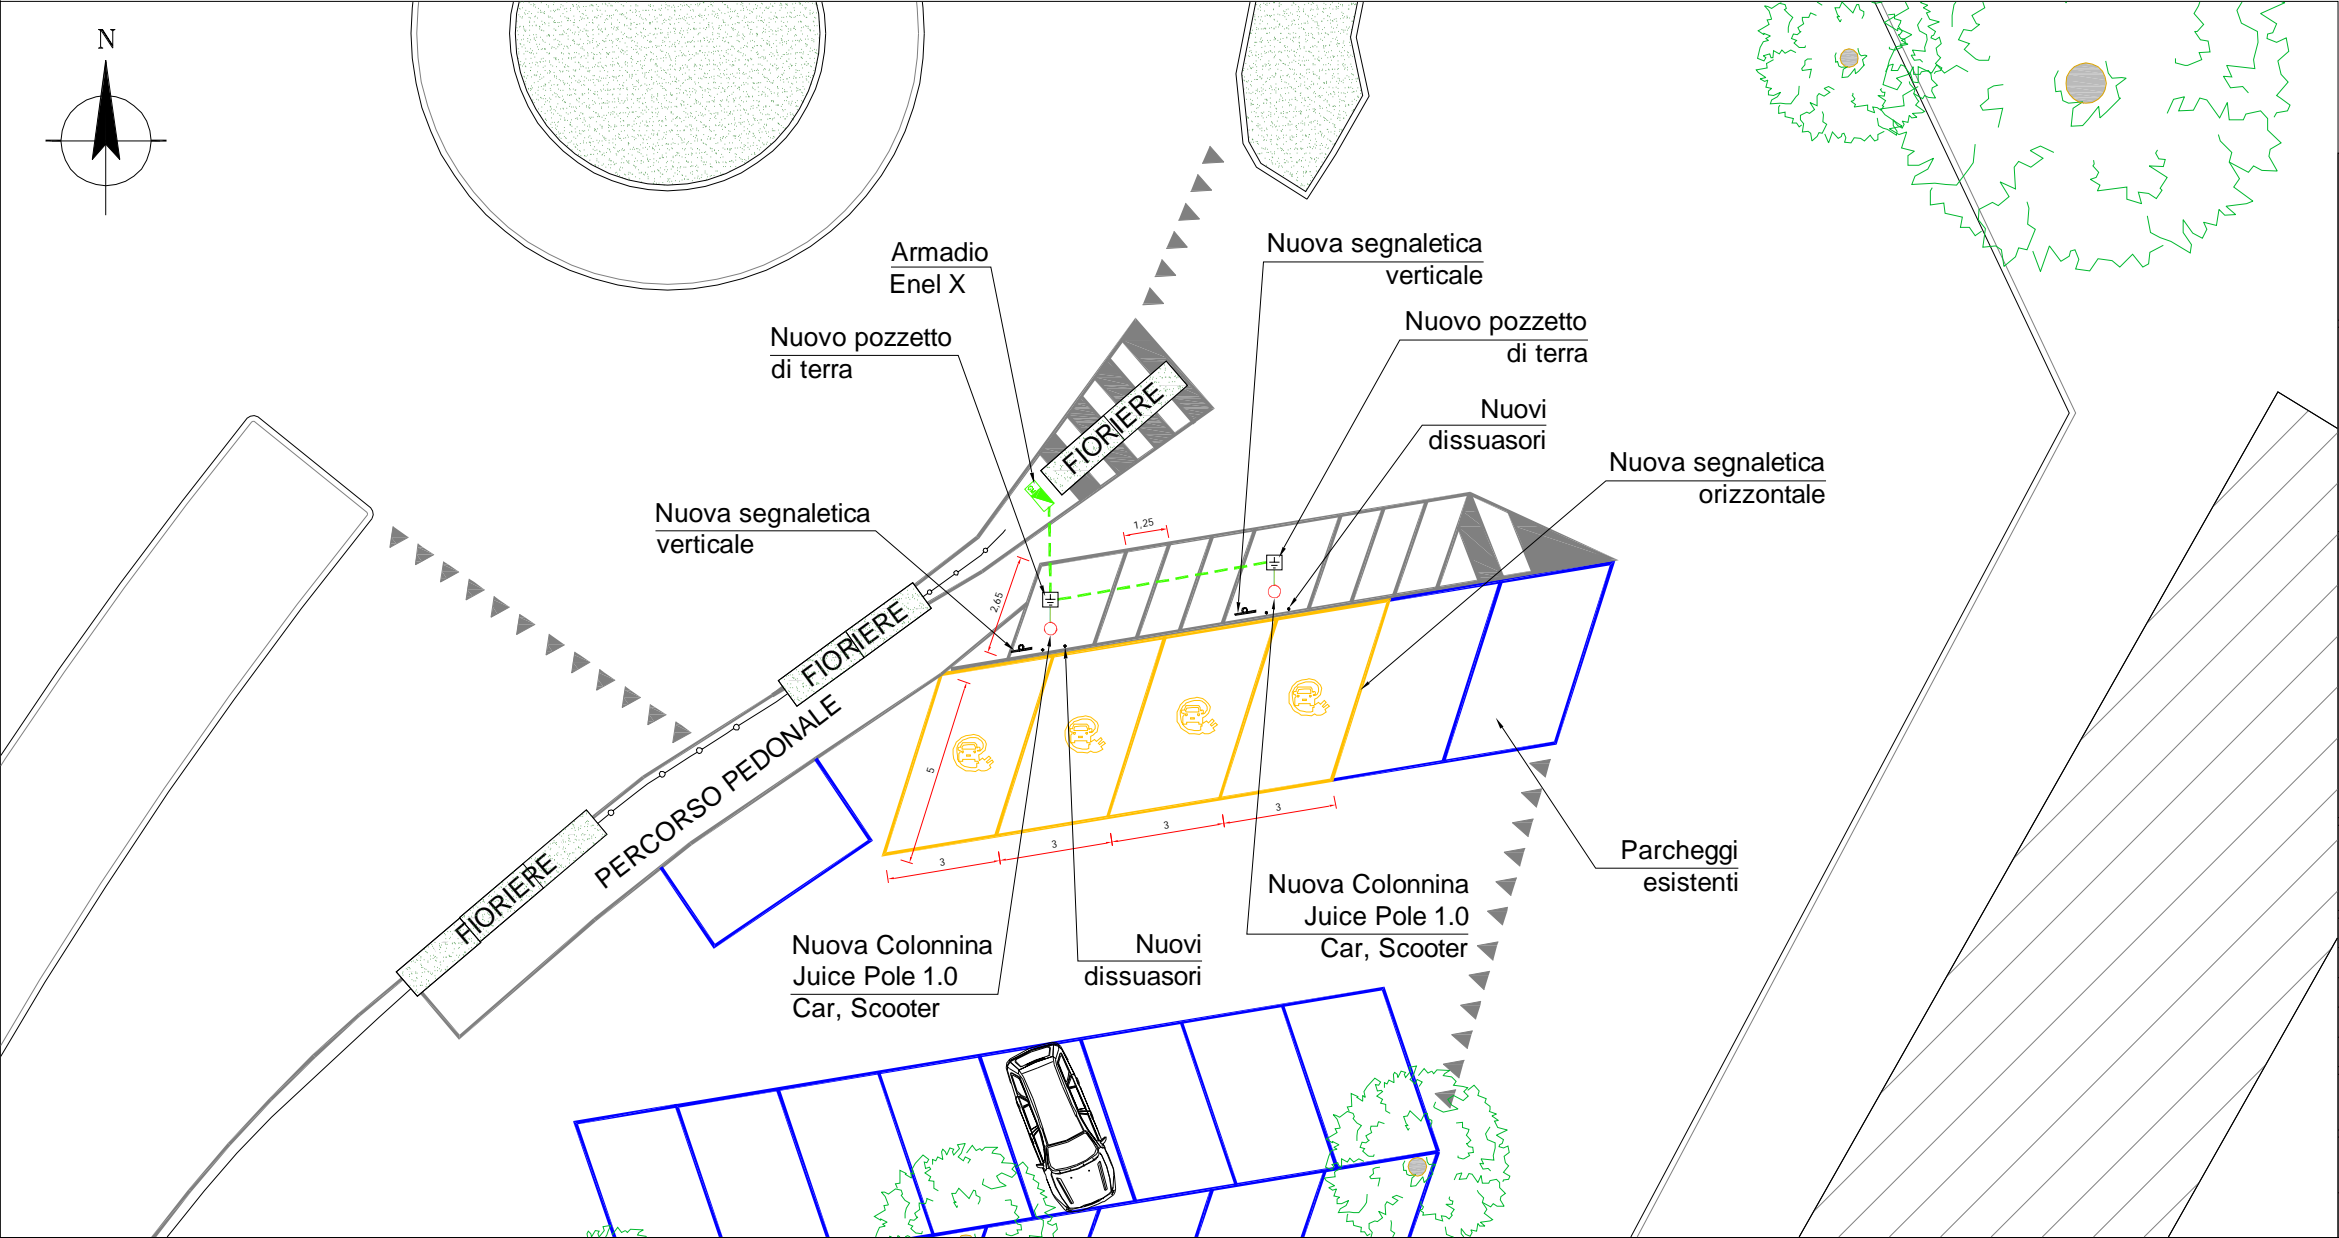 N
Armadio
Enel X
Nuova segnaletica
verticale
Nuovo pozzetto
di terra
Nuovo pozzetto
di terra
Nuovi
dissuasori
Nuova segnaletica
orizzontale
Nuova segnaletica
verticale
FIORIERE
FIORIERE
FIORIERE
PERCORSO PEDONALE
1,25
2,65
5
3
3
3
3
Parcheggi
esistenti
Nuova Colonnina
Juice Pole 1.0
Car, Scooter
Nuovi
dissuasori
Nuova Colonnina
Juice Pole 1.0
Car, Scooter